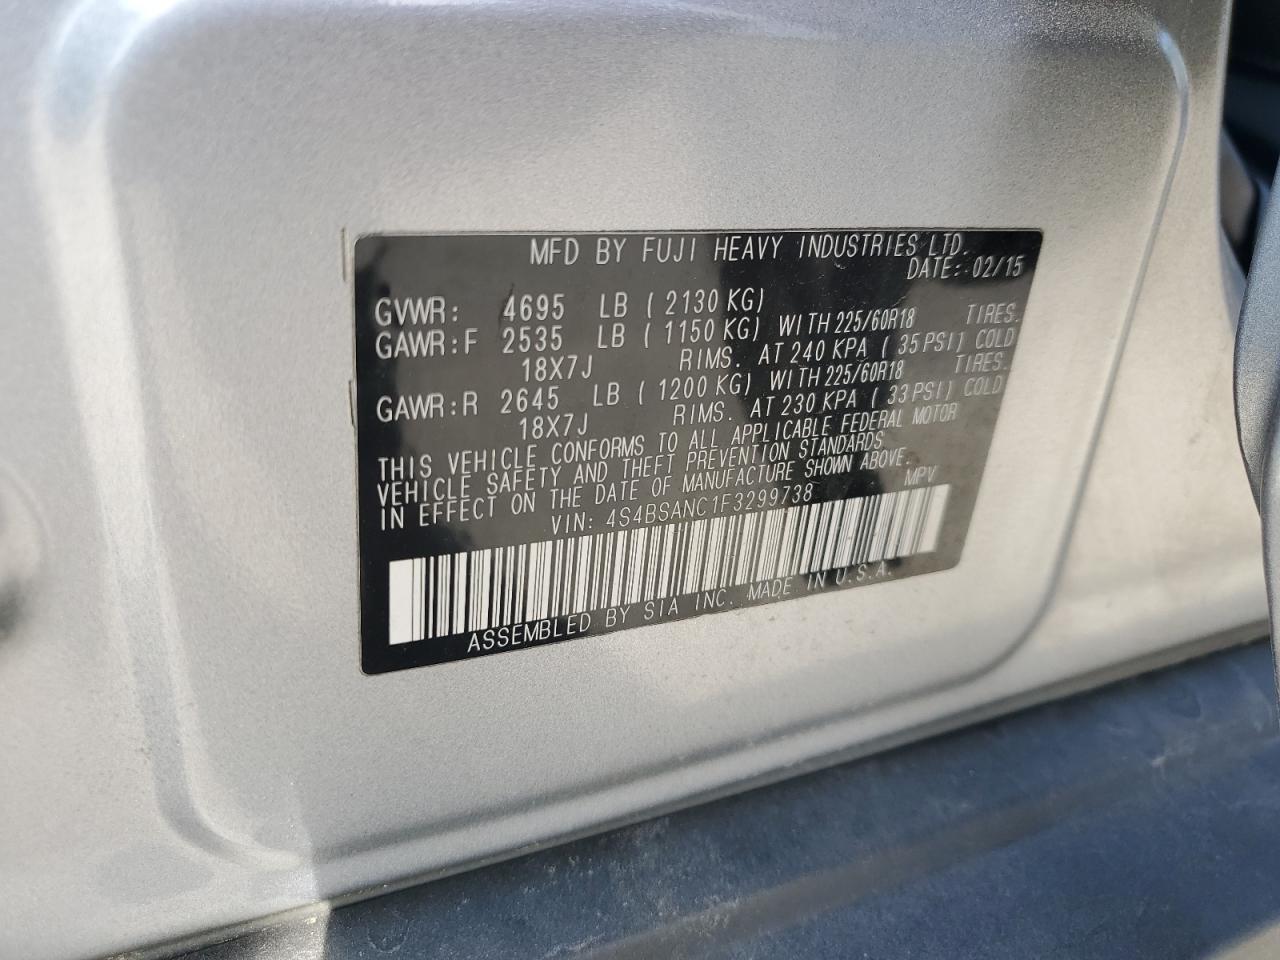 MFD BY FUJI HEAVY INDUSTRIES LTD.
DATE: 02/15
GVWR: 4695 LB ( 2130 KG)
GAWR:F 2535 LB ( 1150 KG) WITH 225/60R18 TIRES.
18X7J RIMS. AT 240 KPA ( 35 PSI) COLD
GAWR:R 2645 LB ( 1200 KG) WITH 225/60R18 TIRES.
18X7J RIMS. AT 230 KPA ( 33 PSI) COLD
THIS VEHICLE CONFORMS TO ALL APPLICABLE FEDERAL MOTOR
VEHICLE SAFETY AND THEFT PREVENTION STANDARDS
IN EFFECT ON THE DATE OF MANUFACTURE SHOWN ABOVE.
VIN: 4S4BSANC1F3299738 MPV
ASSEMBLED BY SIA INC. MADE IN U.S.A.